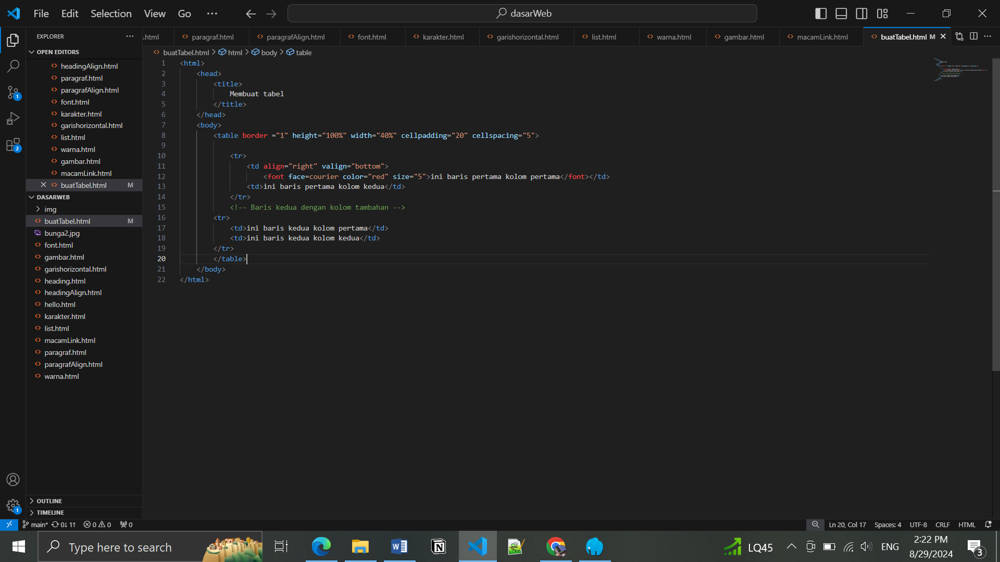 File Edit Selection View Go ··· dasarWeb
EXPLORER ···
OPEN EDITORS
headingAlign.html
paragraf.html
paragrafAlign.html
font.html
karakter.html
garishorizontal.html
list.html
warna.html
gambar.html
macamLink.html
buatTabel.html M
DASARWEB
img
buatTabel.html M
bunga2.jpg
font.html
gambar.html
garishorizontal.html
heading.html
headingAlign.html
hello.html
karakter.html
list.html
macamLink.html
paragraf.html
paragrafAlign.html
warna.html
OUTLINE
TIMELINE
.html paragraf.html paragrafAlign.html font.html karakter.html garishorizontal.html list.html warna.html gambar.html macamLink.html buatTabel.html M ···
buatTabel.html > html > body > table
1 <html>
2 <head>
3 <title>
4 Membuat tabel
5 </title>
6 </head>
7 <body>
8 <table border ="1" height="100%" width="40%" cellpadding="20" cellspacing="5">
9
10 <tr>
11 <td align="right" valign="bottom">
12 <font face=courier color="red" size="5">ini baris pertama kolom pertama</font></td>
13 <td>ini baris pertama kolom kedua</td>
14 </tr>
15 <!-- Baris kedua dengan kolom tambahan -->
16 <tr>
17 <td>ini baris kedua kolom pertama</td>
18 <td>ini baris kedua kolom kedua</td>
19 </tr>
20 </table>
21 </body>
22 </html>
1
2
1
main* 0↓ 1↑ 0 0 0 Ln 20, Col 17 Spaces: 4 UTF-8 CRLF HTML
Type here to search LQ45 ENG 2:22 PM
8/29/2024 3